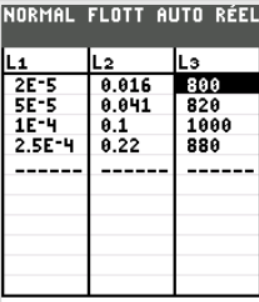 NORMAL FLOTT AUTO RÉEL
L1 L2 L3
2E-5 0.016 800
5E-5 0.041 820
1E-4 0.1 1000
2.5E-4 0.22 880
------ ------ ------